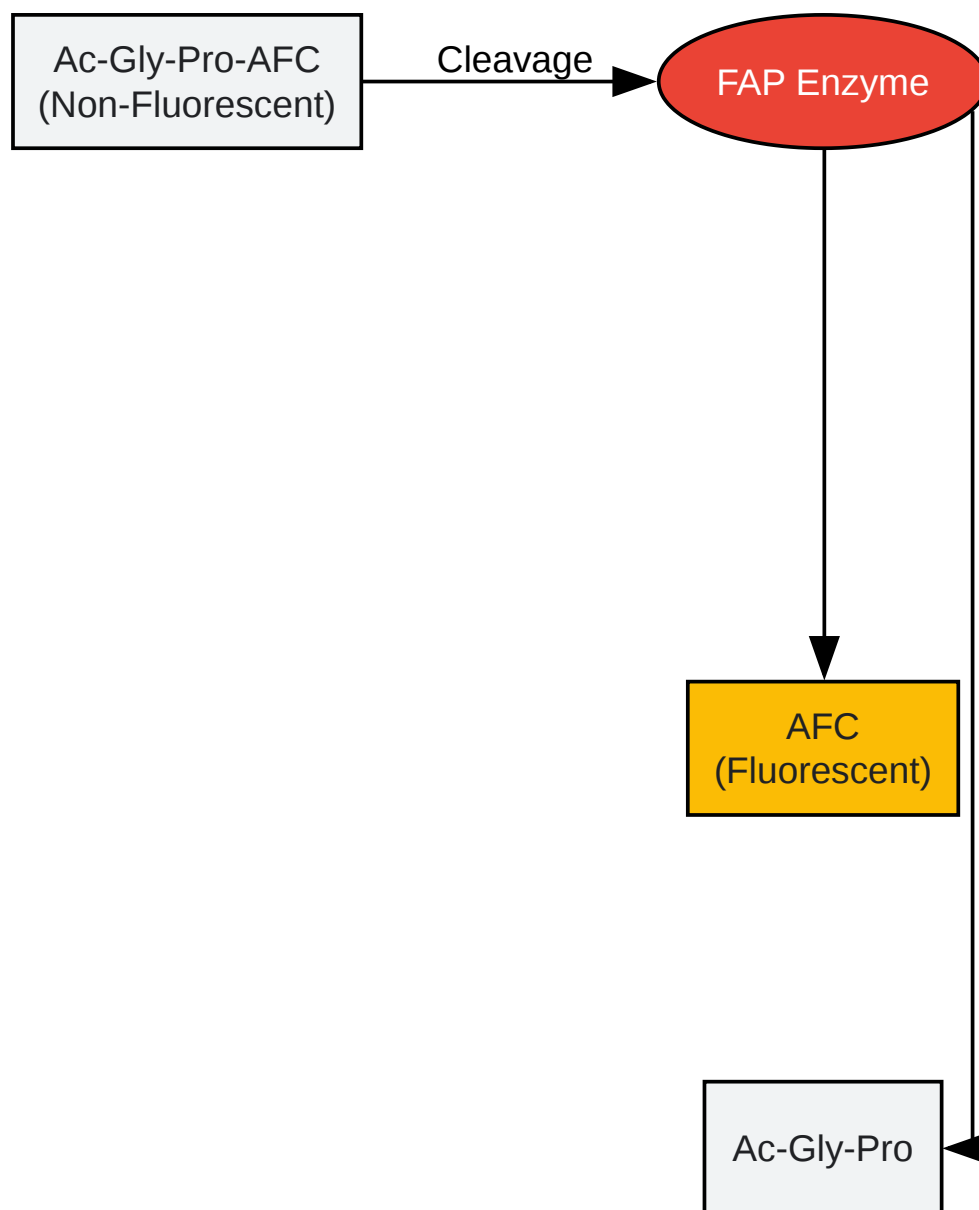 Ac-Gly-Pro-AFC
(Non-Fluorescent)
Cleavage
FAP Enzyme
AFC
(Fluorescent)
Ac-Gly-Pro